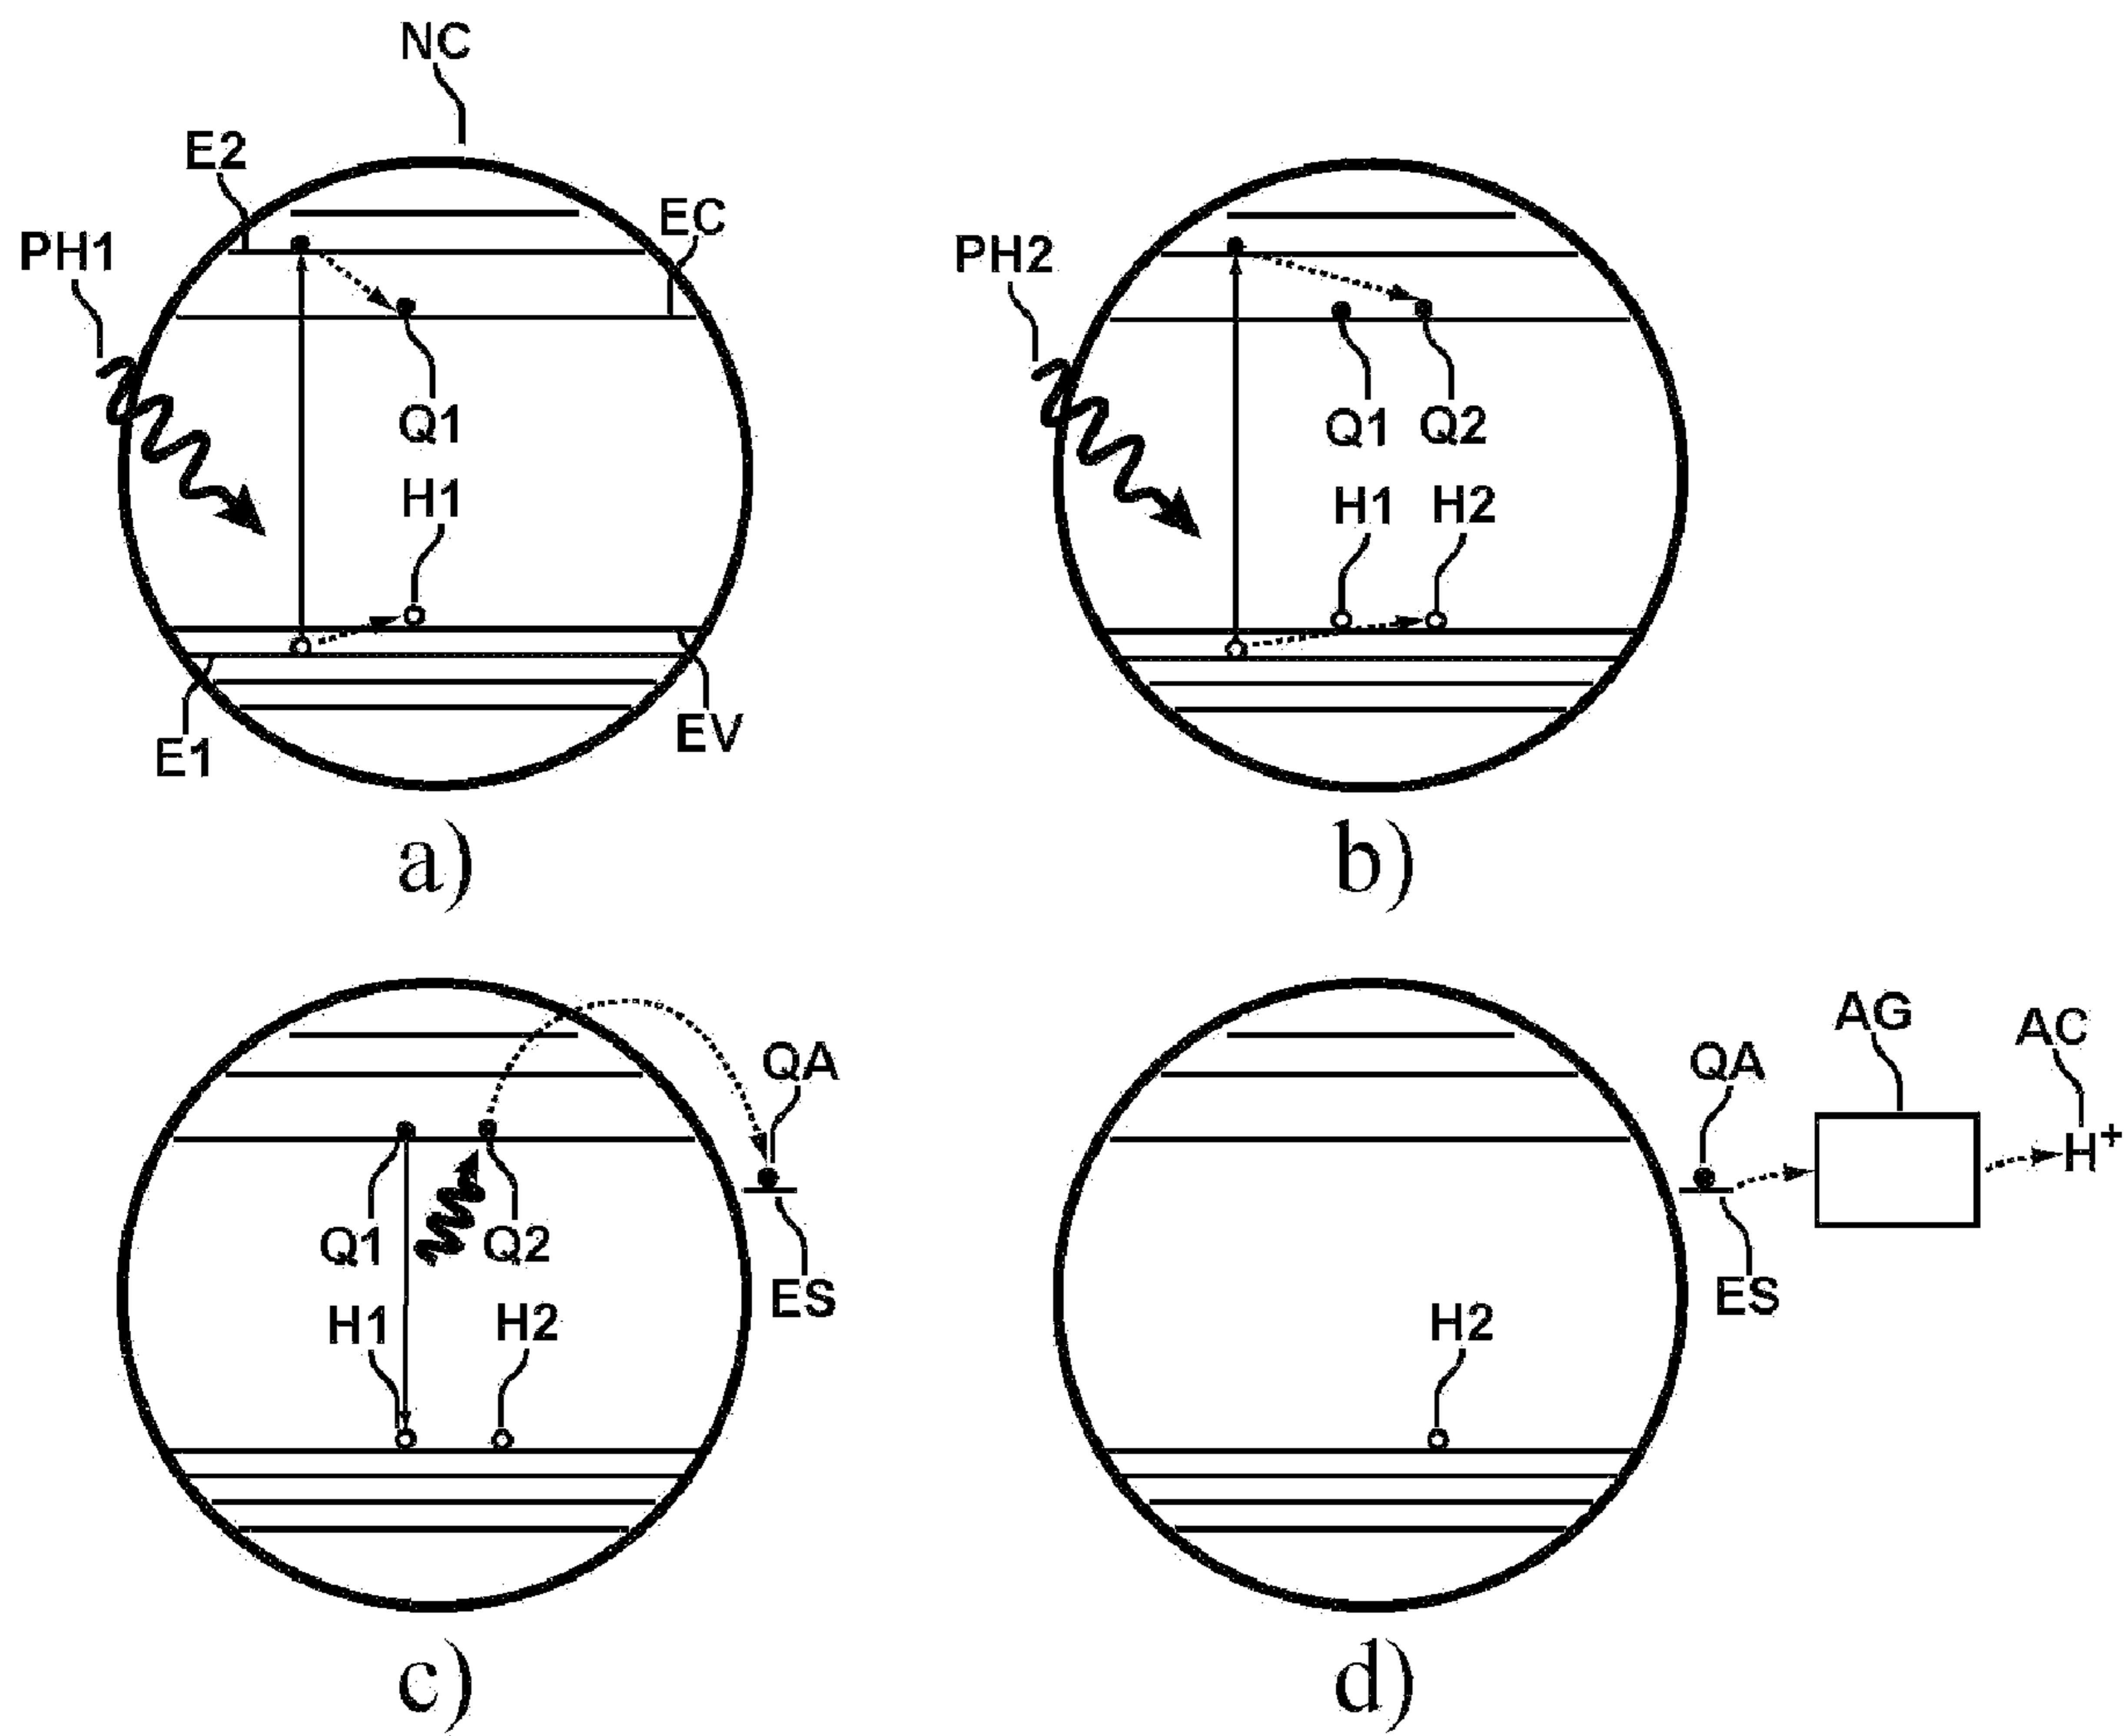 NC
E2
EC
PH1
Q1
H1
E1
EV
a)
PH2
Q1 Q2
H1 H2
b)
QA
Q1 Q2
ES
H1 H2
c)
AG
AC
QA
H+
ES
H2
d)